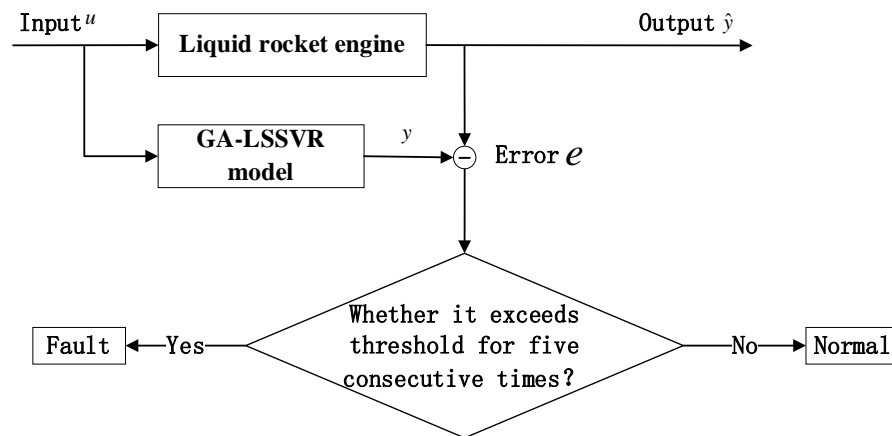 Input u
Liquid rocket engine
Output ŷ
GA-LSSVR
model
y
−
Error e
Whether it exceeds
threshold for five
consecutive times?
Fault
Yes
No
Normal